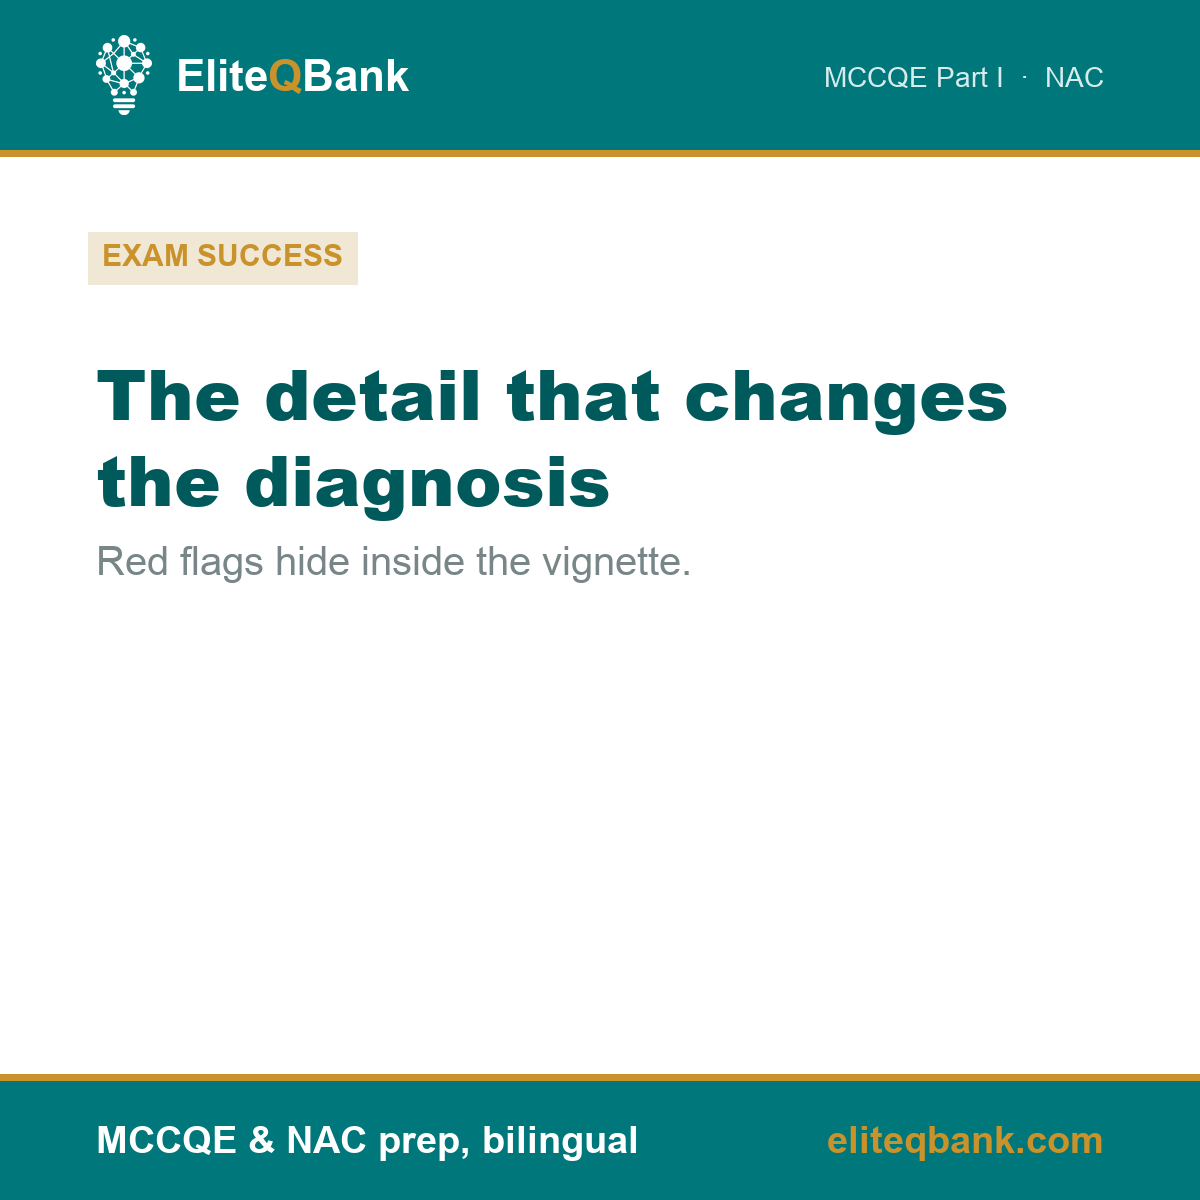 EliteQBank
MCCQE Part I · NAC
EXAM SUCCESS
The detail that changes
the diagnosis
Red flags hide inside the vignette.
MCCQE & NAC prep, bilingual
eliteqbank.com